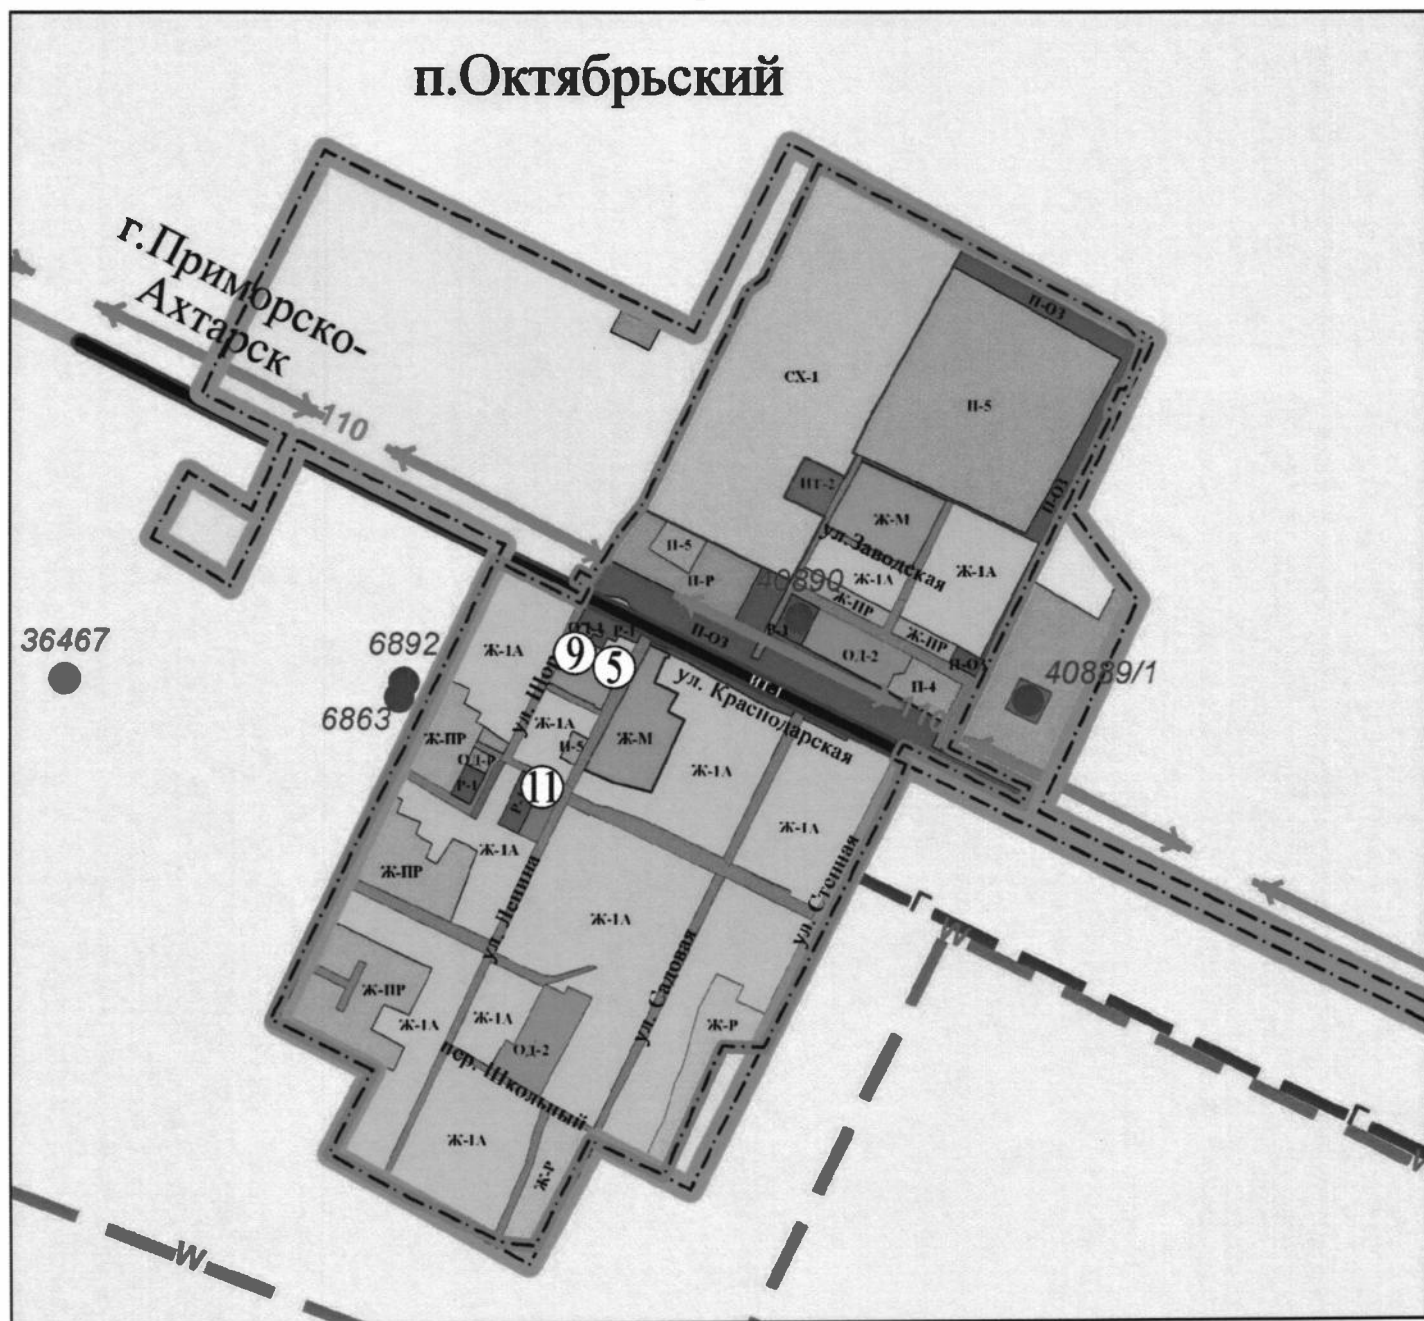 п.Октябрьский
г.Приморско-
Ахтарск
110
П-ОЗ
СХ-1
П-5
ИТ-2
П-ОЗ
Ж-М
ул.Заводская
П-5
Ж-1А
Ж-1А
П-Р
40890
Ж-ПР
Р-3
П-ОЗ
Ж-ПР
ОД-2
П-4
40889/1
110
36467
6892
6863
Ж-1А
Р-1
9
5
ул. Краснодарская
ИТ-1
Ж-1А
И-5
Ж-М
Ж-1А
Ж-ПР
ОД-Р
Р-1
11
Ж-1А
ул. Степная
Ж-1А
Ж-ПР
ул. Ленина
Ж-1А
ул. Садовая
Г
W
Ж-ПР
Ж-1А
Ж-1А
Ж-Р
ОД-2
пер. Школьный
Ж-1А
Ж-Р
Г
W
W